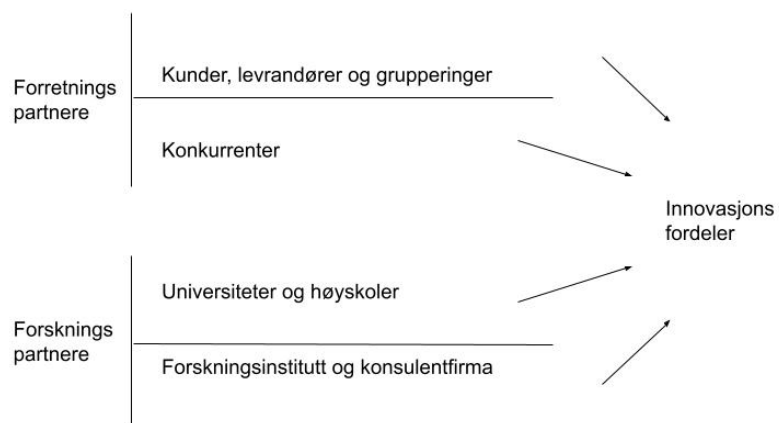 Forretnings
partnere
Kunder, levrandører og grupperinger
Konkurrenter
Innovasjons
fordeler
Forsknings
partnere
Universiteter og høyskoler
Forskningsinstitutt og konsulentfirma